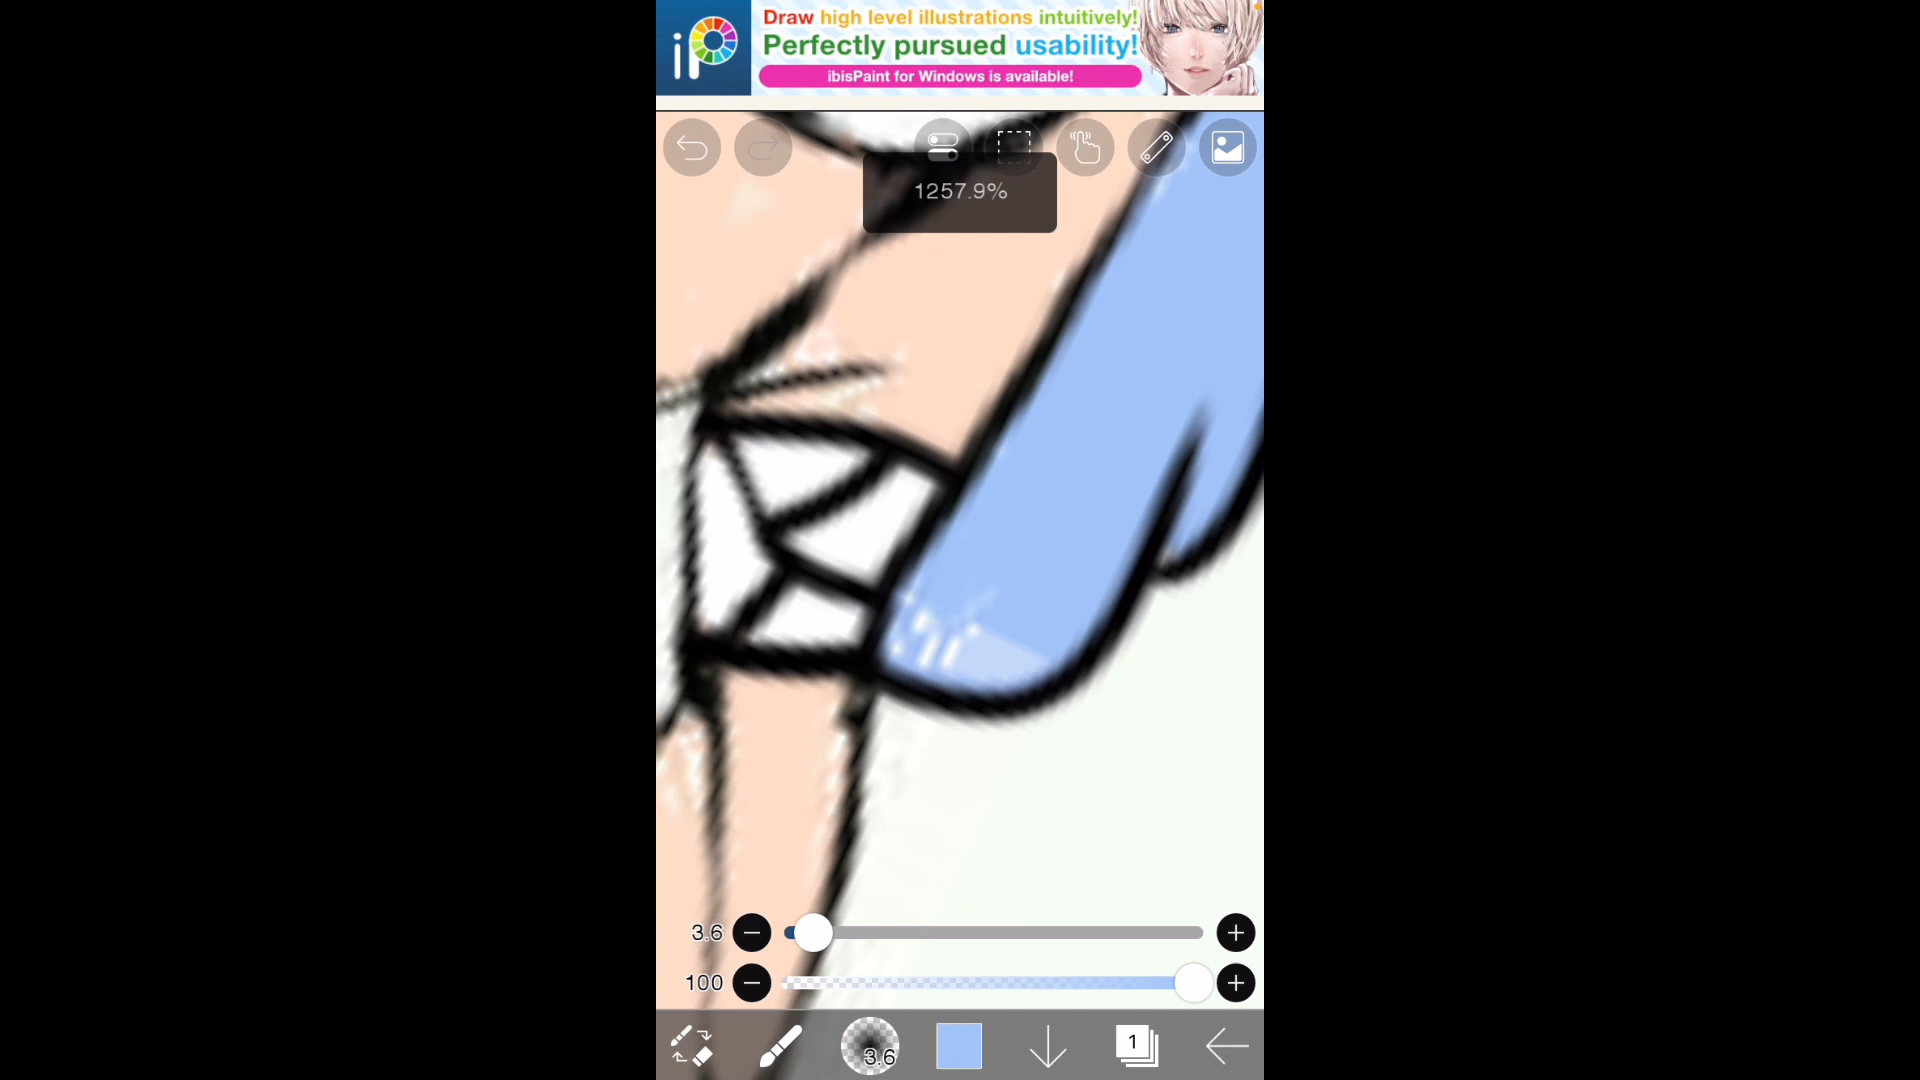 iP
Draw high level illustrations intuitively!
Perfectly pursued usability!
ibisPaint for Windows is available!
1257.9%
3.6
100
3.6
1